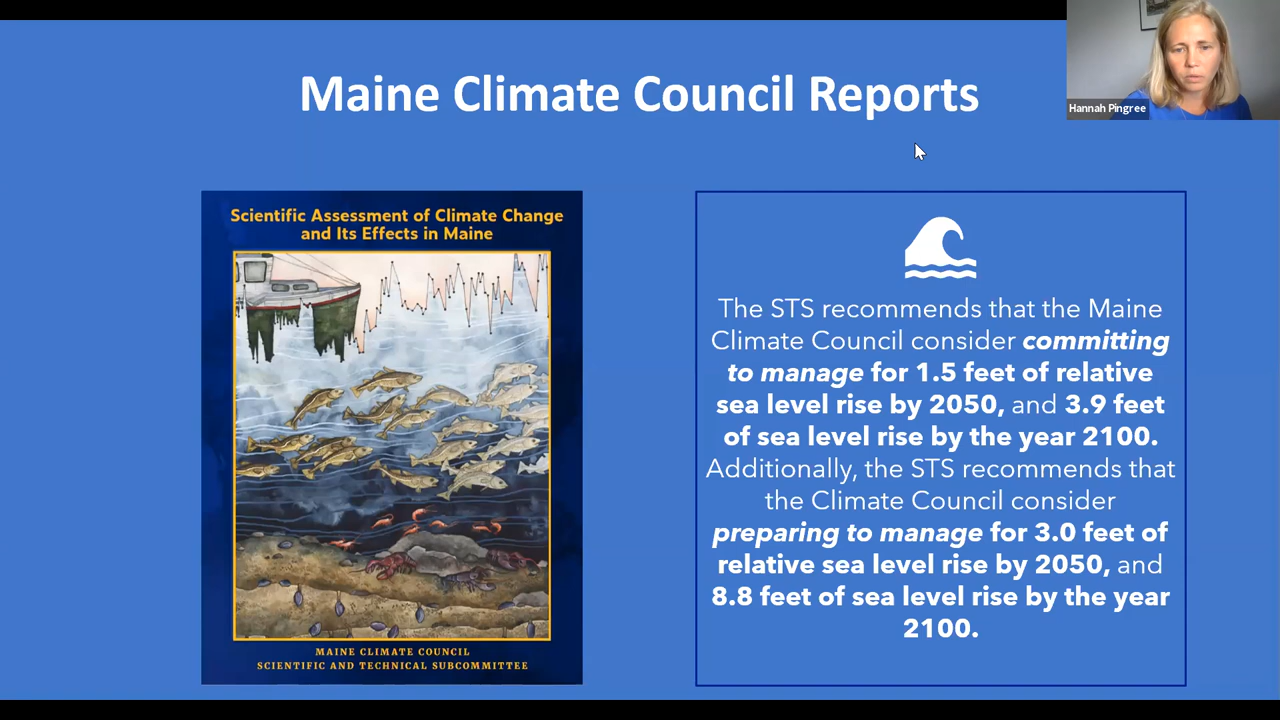 Maine Climate Council Reports
Hannah Pingree
Scientific Assessment of Climate Change
and Its Effects in Maine
MAINE CLIMATE COUNCIL
SCIENTIFIC AND TECHNICAL SUBCOMMITTEE
The STS recommends that the Maine
Climate Council consider committing
to manage for 1.5 feet of relative
sea level rise by 2050, and 3.9 feet
of sea level rise by the year 2100.
Additionally, the STS recommends that
the Climate Council consider
preparing to manage for 3.0 feet of
relative sea level rise by 2050, and
8.8 feet of sea level rise by the year
2100.